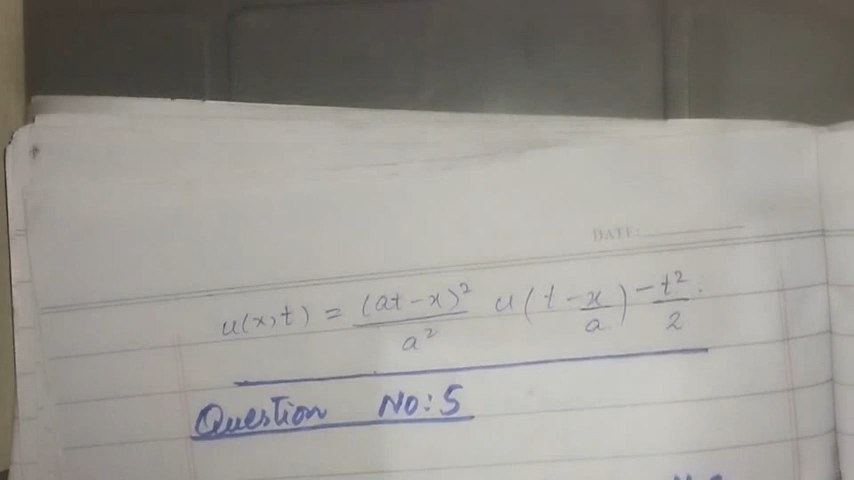 DATE:
u(x,t) = (at-x)²/a² u(t - x/a) - t²/2.
Question No:5